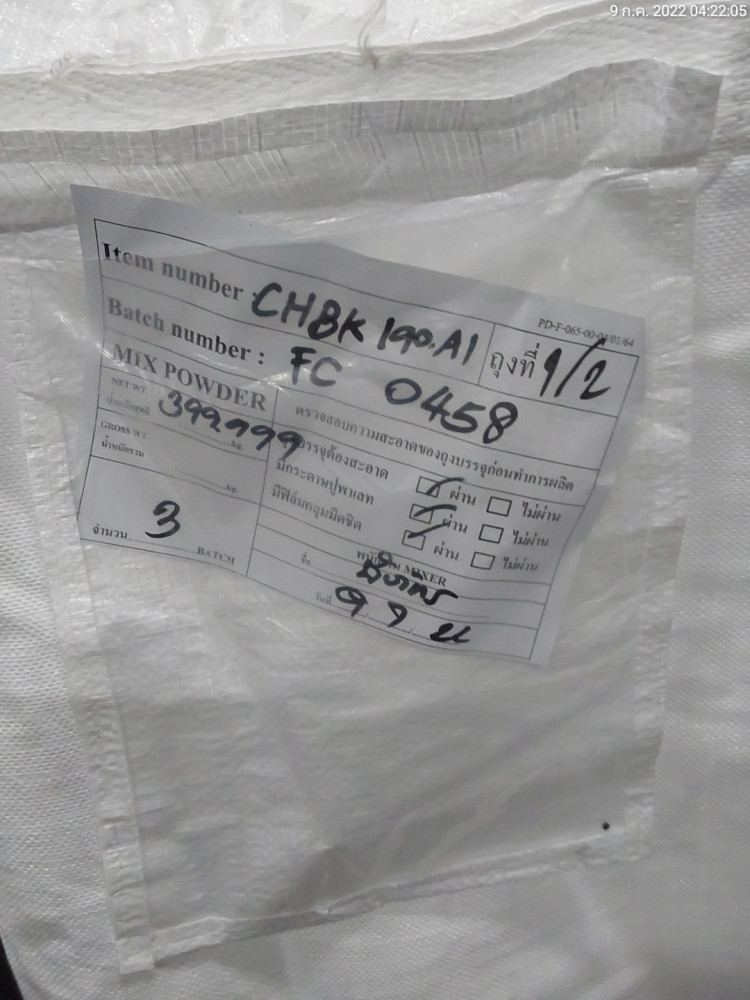 9 ก.ค. 2022 04:22:05
PD-F-065-00-04/01/64
Item number CHBK 190.A1
ถุงที่ 1/2
Batch number : FC 0458
MIX POWDER
NET WT.
น้ำหนักสุทธิ 399.999 kg.
GROSS WT.
น้ำหนักรวม kg.
จำนวน 3 BATCH
ตรวจสอบความสะอาดของถุงบรรจุก่อนทำการผลิต
ถุงบรรจุต้องสะอาด ผ่าน ไม่ผ่าน
มีกระดาษปูพาเลท ผ่าน ไม่ผ่าน
มีฟิล์มคลุมมิดชิด ผ่าน ไม่ผ่าน
พนักงาน MIXER
ชื่อ
วันที่ 9 7